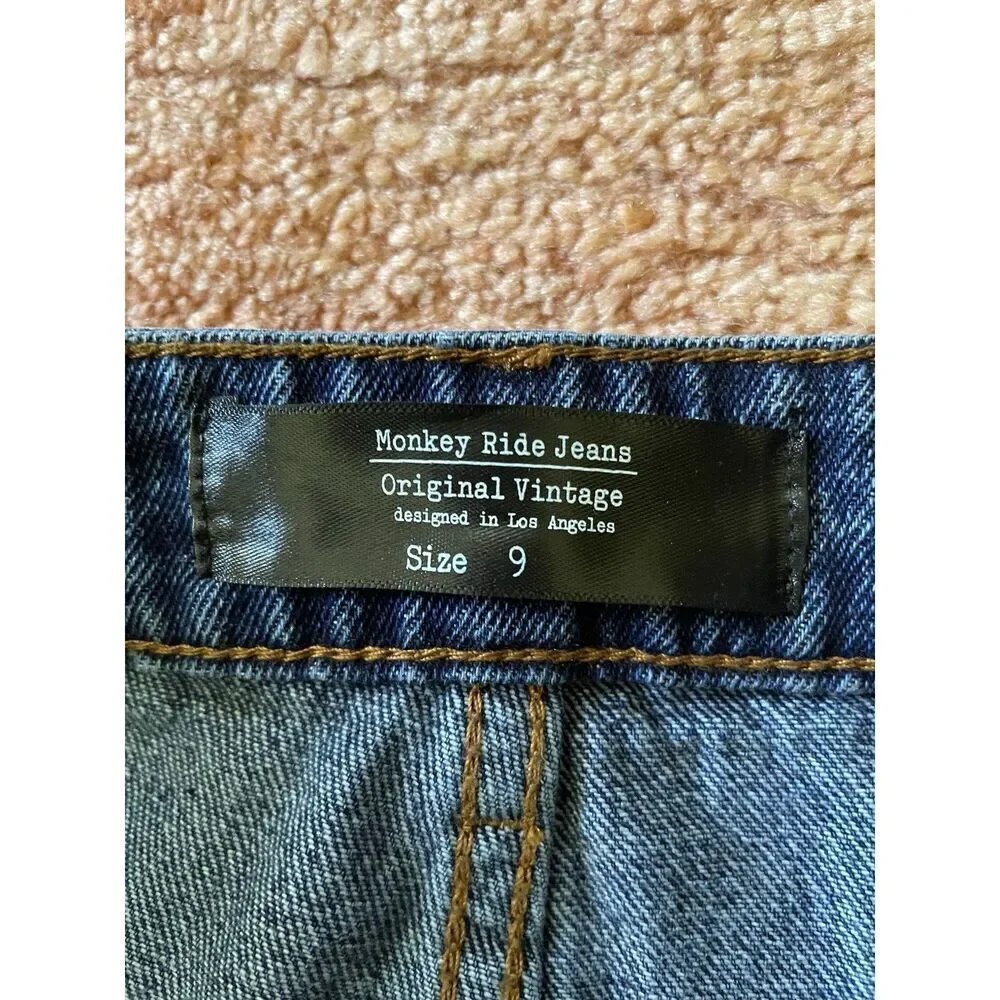 Monkey Ride Jeans
Original Vintage
designed in Los Angeles
Size 9